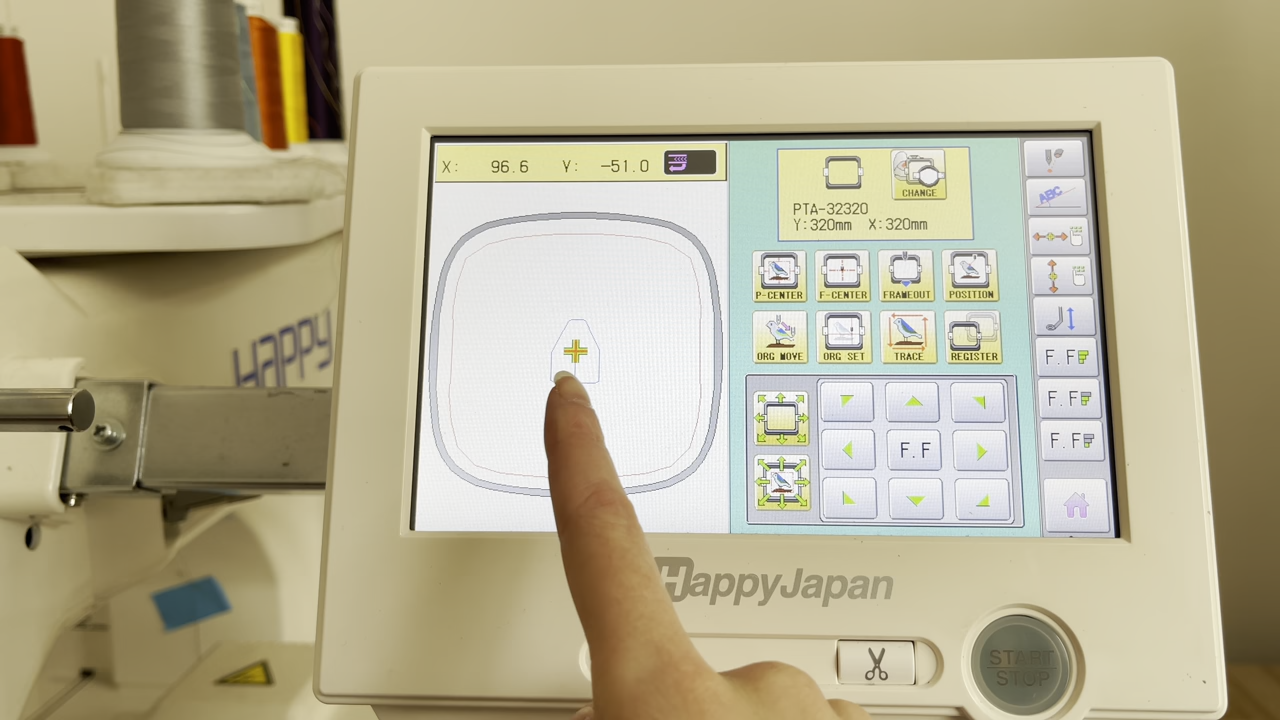 X: 96.6 Y: -51.0
CHANGE
PTA-32320
Y:320mm X:320mm
P-CENTER F-CENTER FRAMEOUT POSITION
ORG MOVE ORG SET TRACE REGISTER
F.F
ABC
F.F
F.F
F.F
Happy
HappyJapan
START
STOP